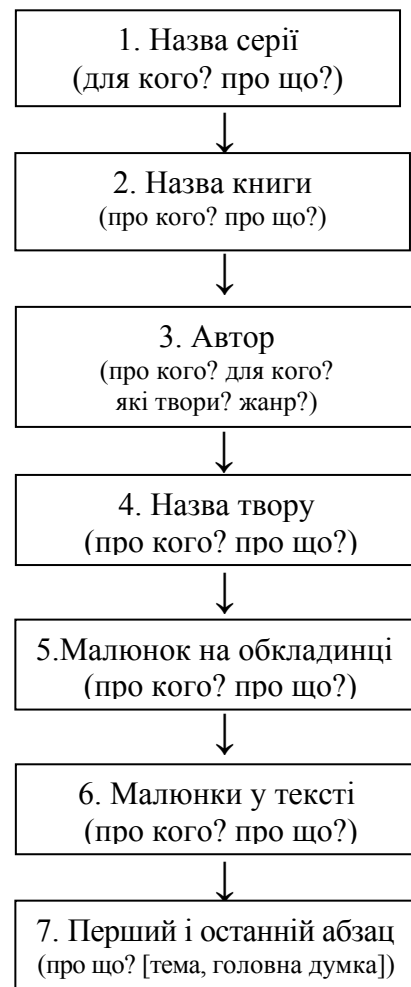 1. Назва серії
(для кого? про що?)
2. Назва книги
(про кого? про що?)
3. Автор
(про кого? для кого?
які твори? жанр?)
4. Назва твору
(про кого? про що?)
5.Малюнок на обкладинці
(про кого? про що?)
6. Малюнки у тексті
(про кого? про що?)
7. Перший і останній абзац
(про що? [тема, головна думка])